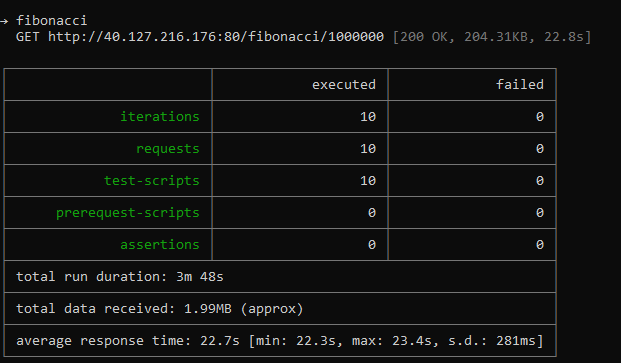 → fibonacci
GET http://40.127.216.176:80/fibonacci/1000000 [200 OK, 204.31KB, 22.8s]
executed failed
iterations 10 0
requests 10 0
test-scripts 10 0
prerequest-scripts 0 0
assertions 0 0
total run duration: 3m 48s
total data received: 1.99MB (approx)
average response time: 22.7s [min: 22.3s, max: 23.4s, s.d.: 281ms]